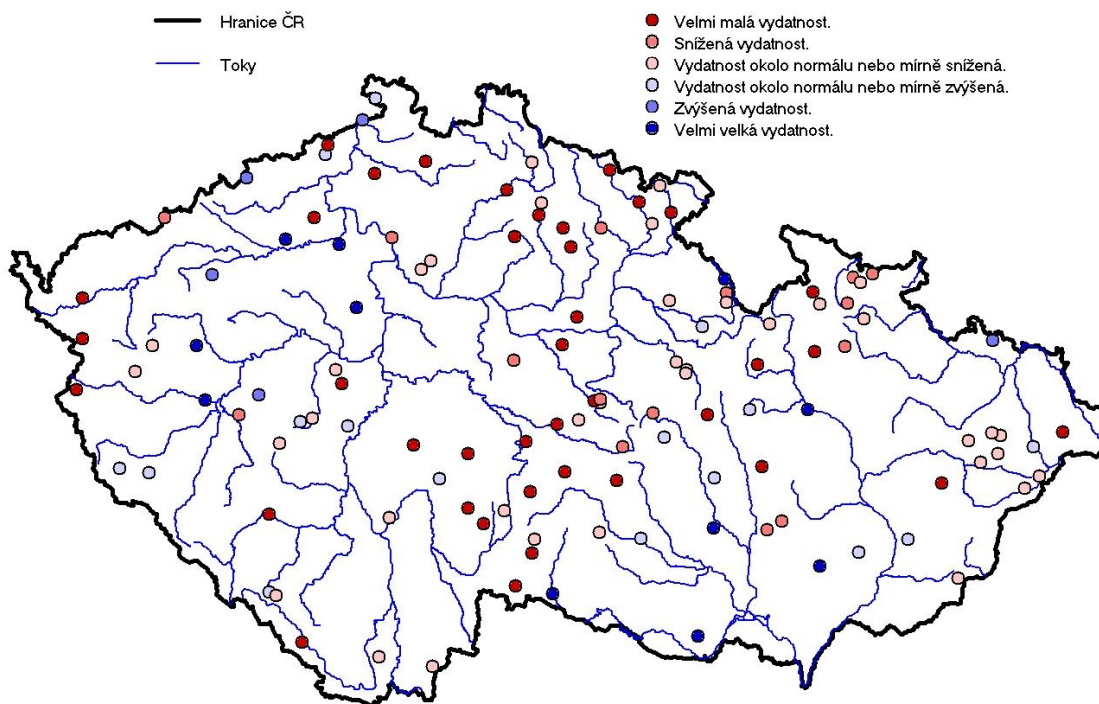 Hranice ČR
Toky
Velmi malá vydatnost.
Snížená vydatnost.
Vydatnost okolo normálu nebo mírně snížená.
Vydatnost okolo normálu nebo mírně zvýšená.
Zvýšená vydatnost.
Velmi velká vydatnost.